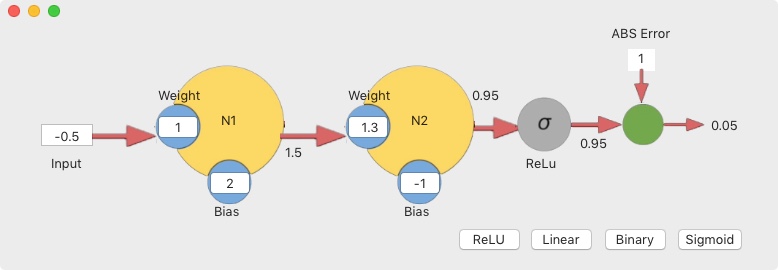 ABS Error
1
Weight
Weight
0.95
-0.5
1
N1
1.3
N2
σ
0.05
1.5
0.95
Input
ReLu
2
-1
Bias
Bias
ReLU
Linear
Binary
Sigmoid